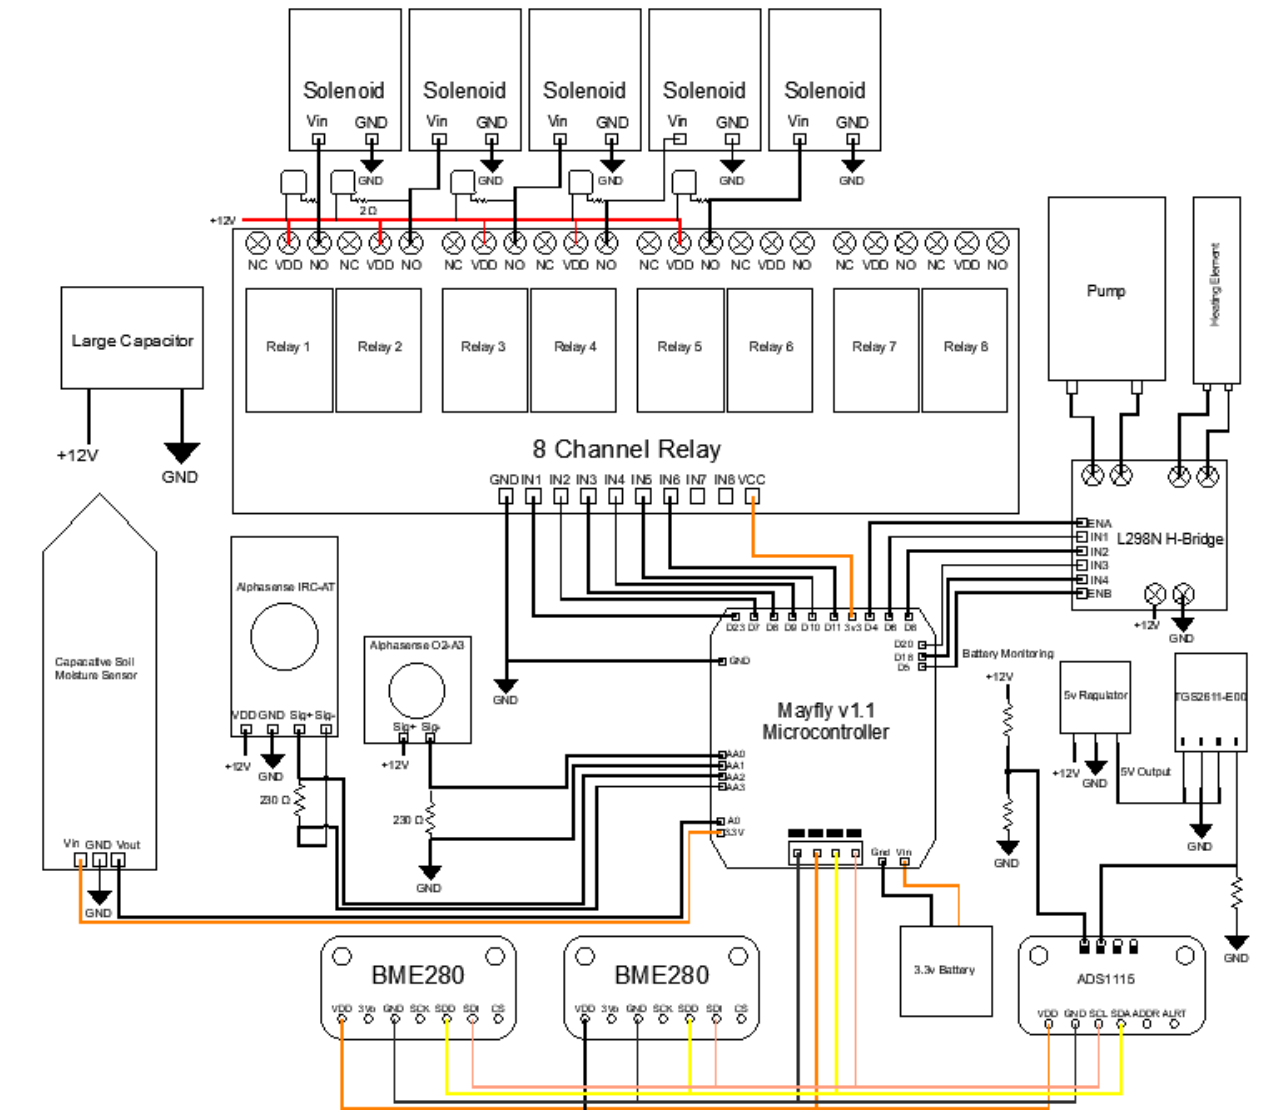 Solenoid Solenoid Solenoid Solenoid Solenoid
Vin GND Vin GND Vin GND Vin GND Vin GND
GND GND GND GND GND
2 Ω
+12V
NC VDD NO NC VDD NO NC VDD NO NC VDD NO NC VDD NO NC VDD NO NC VDD NO NC VDD NO
Relay 1 Relay 2 Relay 3 Relay 4 Relay 5 Relay 6 Relay 7 Relay 8
8 Channel Relay
GND IN1 IN2 IN3 IN4 IN5 IN6 IN7 IN8 VCC
Large Capacitor
+12V
GND
Pump
Heating Element
ENA
IN1
IN2
IN3
IN4
ENB
L298N H-Bridge
+12V
GND
Capacative Soil
Moisture Sensor
Vin GND Vout
GND
Alphasense IRC-AT
VDD GND Sig+ Sig-
+12V
GND
230 Ω
Alphasense O2-A3
Sig+ Sig-
+12V
230 Ω
GND
GND
D23 D7 D8 D9 D10 D11 3v3 D4 D6 D8
D20
D18
D5
GND
Mayfly v1.1
Microcontroller
AA0
AA1
AA2
AA3
A0
3.3V
Gnd Vin
3.3v Battery
Battery Monitoring
+12V
GND
5v Regulator
+12V
GND
5V Output
TGS2611-E00
GND
GND
BME280
VDD 3Vo GND SCK SDD SDI CS
BME280
VDD 3Vo GND SCK SDD SDI CS
ADS1115
VDD GND SCL SDA ADDR ALRT